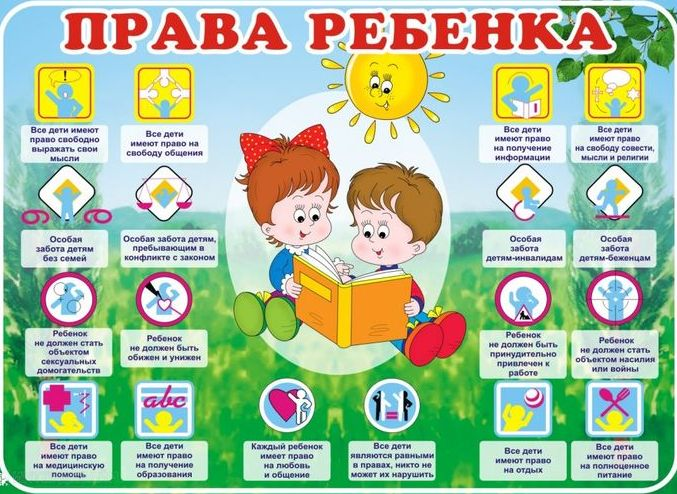 ПРАВА РЕБЕНКА
Все дети имеют
право свободно
выражать свои
мысли
Все дети
имеют право на
свободу общения
Все дети
имеют право
на получение
информации
Все дети
имеют право
на свободу совести,
мысли и религии
Особая
забота детям
без семей
Особая забота детям,
пребывающим в
конфликте с законом
Особая
забота
детям-инвалидам
Особая
забота
детям-беженцам
Ребенок
не должен стать
объектом
сексуальных
домогательств
Ребенок
не должен быть
обижен и унижен
Ребенок
не должен быть
принудительно
привлечен к
работе
Ребенок
не должен стать
объектом насилия
или войны
abc
Все дети
имеют право
на медицинскую
помощь
Все дети
имеют право
на получение
образования
Каждый ребенок
имеет право
на любовь
и общение
Все дети
являются равными
в правах, никто не
может их нарушить
Все дети
имеют право
на отдых
Все дети
имеют право
на полноценное
питание